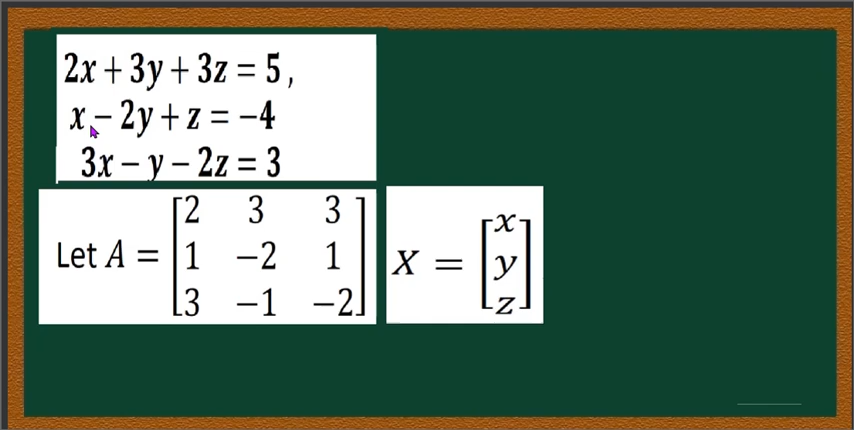 2x + 3y + 3z = 5 ,
x − 2y + z = −4
3x − y − 2z = 3
Let A = [2 3 3
1 −2 1
3 −1 −2]
X = [x
y
z]